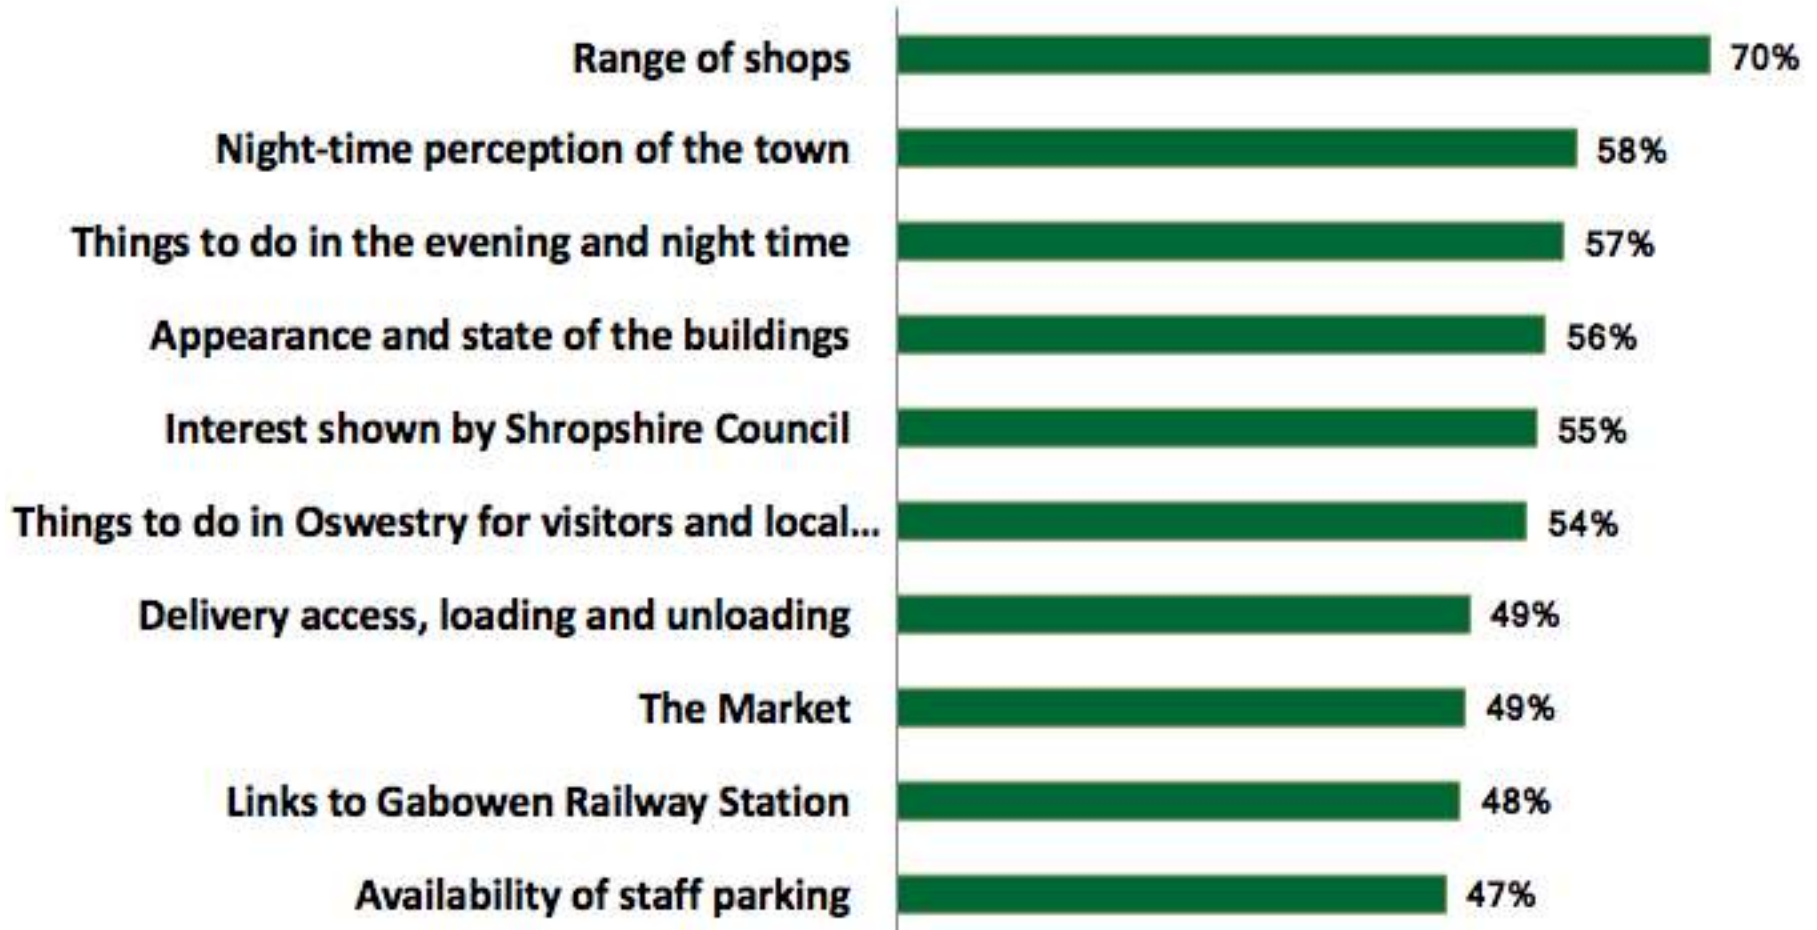 Range of shops 70%
Night-time perception of the town 58%
Things to do in the evening and night time 57%
Appearance and state of the buildings 56%
Interest shown by Shropshire Council 55%
Things to do in Oswestry for visitors and local... 54%
Delivery access, loading and unloading 49%
The Market 49%
Links to Gabowen Railway Station 48%
Availability of staff parking 47%